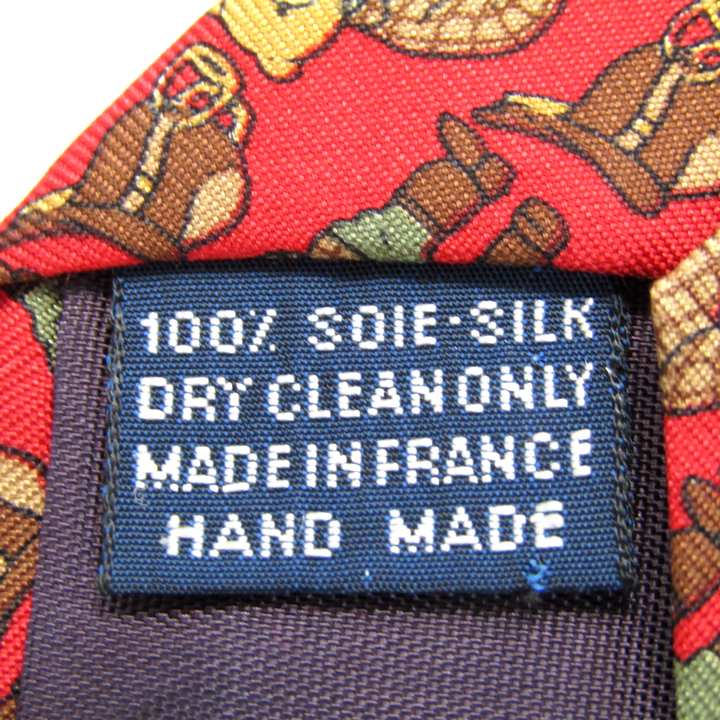 100% SOIE-SILK
DRY CLEAN ONLY
MADE IN FRANCE
HAND MADE